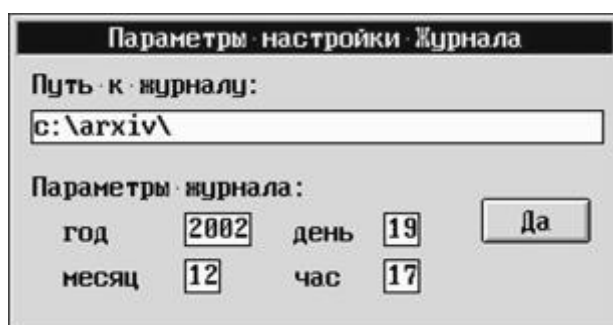 Параметры настройки Журнала
Путь к журналу:
c:\arxiv\
Параметры журнала:
год 2002 день 19 Да
месяц 12 час 17